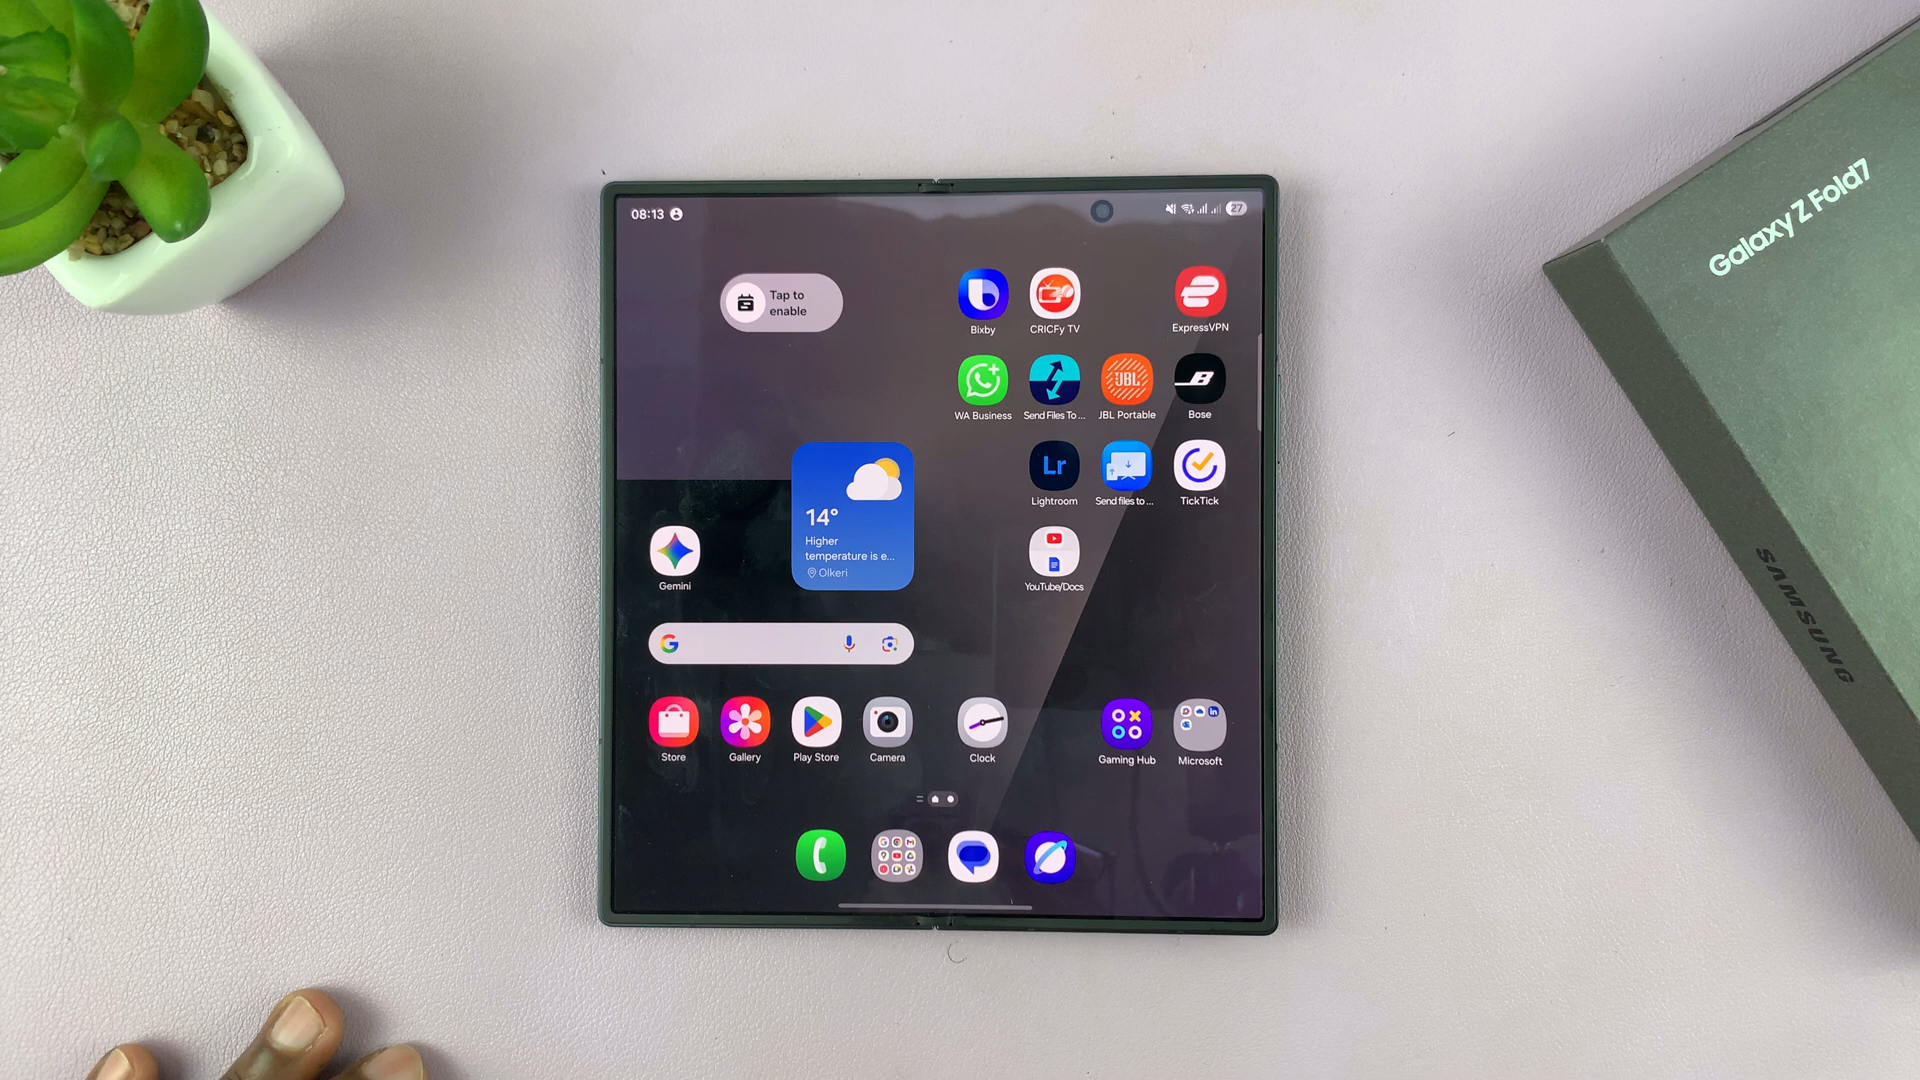 08:13
27
Tap to
enable
Bixby
CRICFy TV
ExpressVPN
WA Business
Send Files To ...
JBL
JBL Portable
B
Bose
14°
Higher
temperature is e...
Olkeri
Lr
Lightroom
Send files to ...
TickTick
Gemini
YouTube/Docs
G
Store
Gallery
Play Store
Camera
Clock
Gaming Hub
Microsoft
Galaxy Z Fold7
SAMSUNG